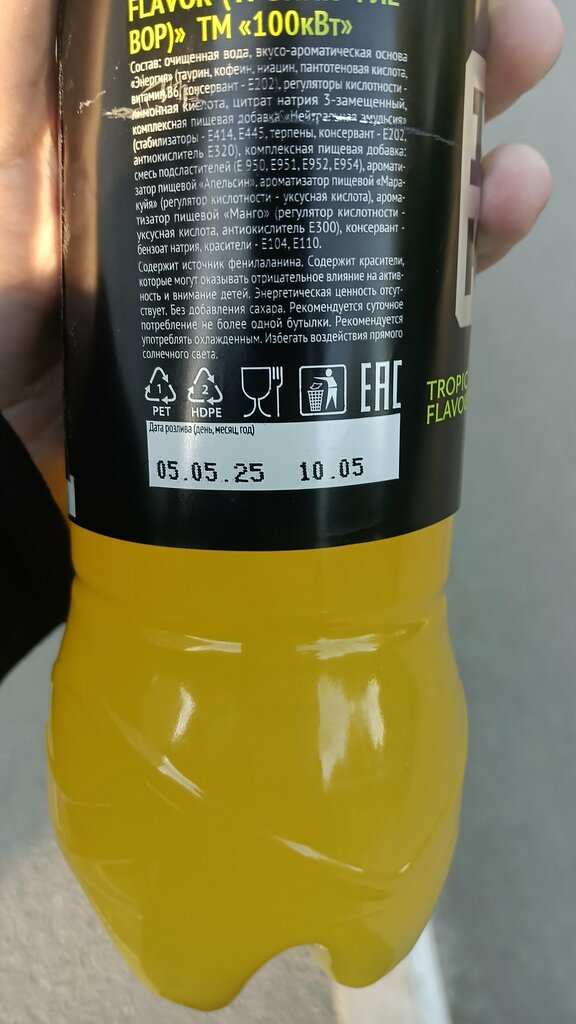 FLAVOR (ТРОПИК ФЛЕ-
ВОР)» ТМ «100кВт»
Состав: очищенная вода, вкусо-ароматическая основа
«Энергия» (таурин, кофеин, ниацин, пантотеновая кислота,
витамин В6, консервант - Е202), регуляторы кислотности -
лимонная кислота, цитрат натрия 3-замещенный,
комплексная пищевая добавка «Нейтральная эмульсия»
(стабилизаторы - Е414, Е445, терпены, консервант - Е202,
антиокислитель Е320), комплексная пищевая добавка:
смесь подсластителей (Е 950, Е951, Е952, Е954), аромати-
затор пищевой «Апельсин», ароматизатор пищевой «Мара-
куйя» (регулятор кислотности - уксусная кислота), арома-
тизатор пищевой «Манго» (регулятор кислотности -
уксусная кислота, антиокислитель Е300), консервант -
бензоат натрия, красители - Е104, Е110.
Содержит источник фенилаланина. Содержит красители,
которые могут оказывать отрицательное влияние на актив-
ность и внимание детей. Энергетическая ценность отсут-
ствует. Без добавления сахара. Рекомендуется суточное
потребление не более одной бутылки. Рекомендуется
употреблять охлажденным. Избегать воздействия прямого
солнечного света.
1 2 EAC
PET HDPE
TROPIC
FLAVO
Дата розлива (день, месяц, год)
05.05.25 10.05